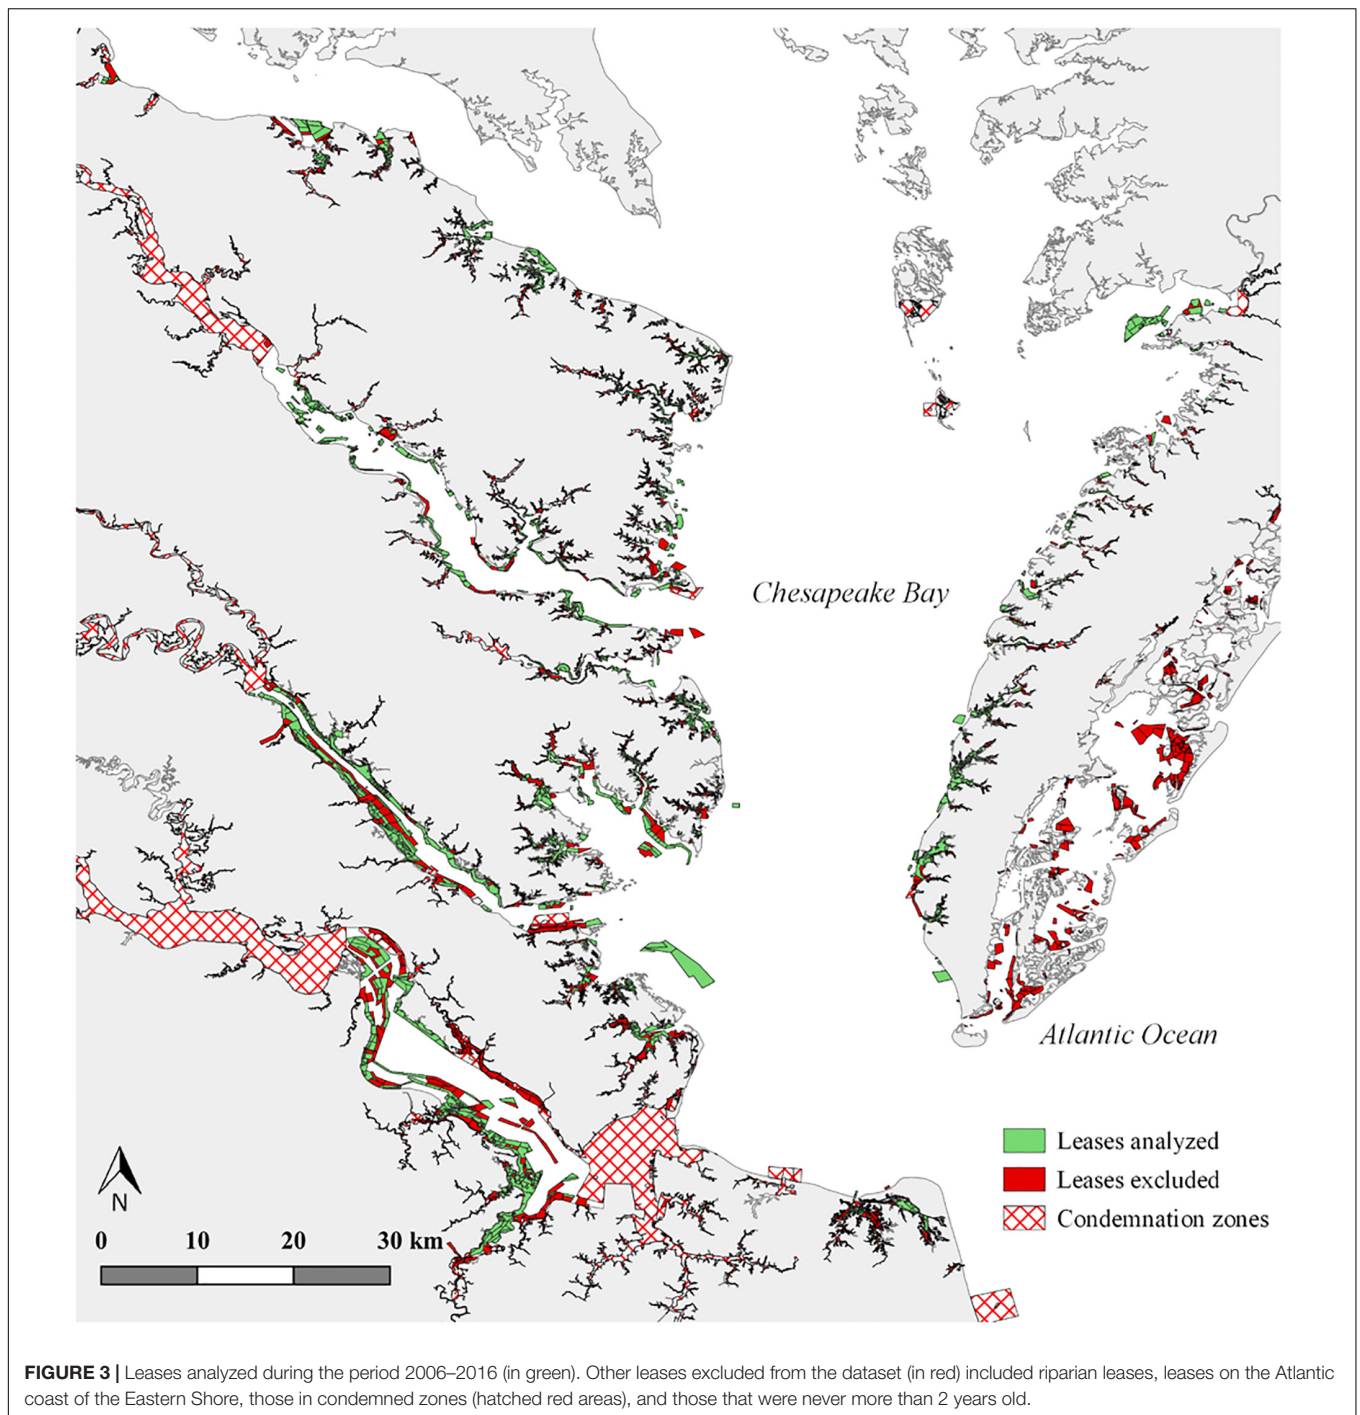 Chesapeake Bay
Atlantic Ocean
Leases analyzed
Leases excluded
Condemnation zones
N
0 10 20 30 km
FIGURE 3 | Leases analyzed during the period 2006–2016 (in green). Other leases excluded from the dataset (in red) included riparian leases, leases on the Atlantic
coast of the Eastern Shore, those in condemned zones (hatched red areas), and those that were never more than 2 years old.